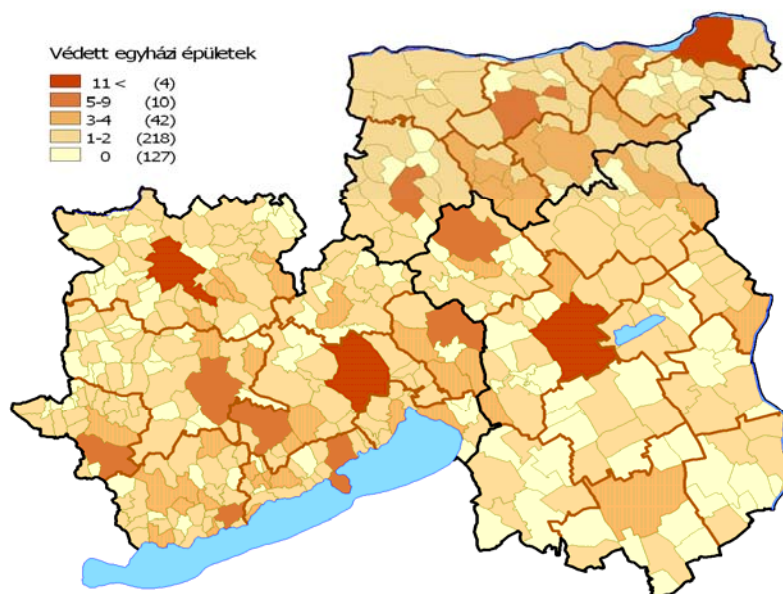 Védett egyházi épületek
11 < (4)
5-9 (10)
3-4 (42)
1-2 (218)
0 (127)